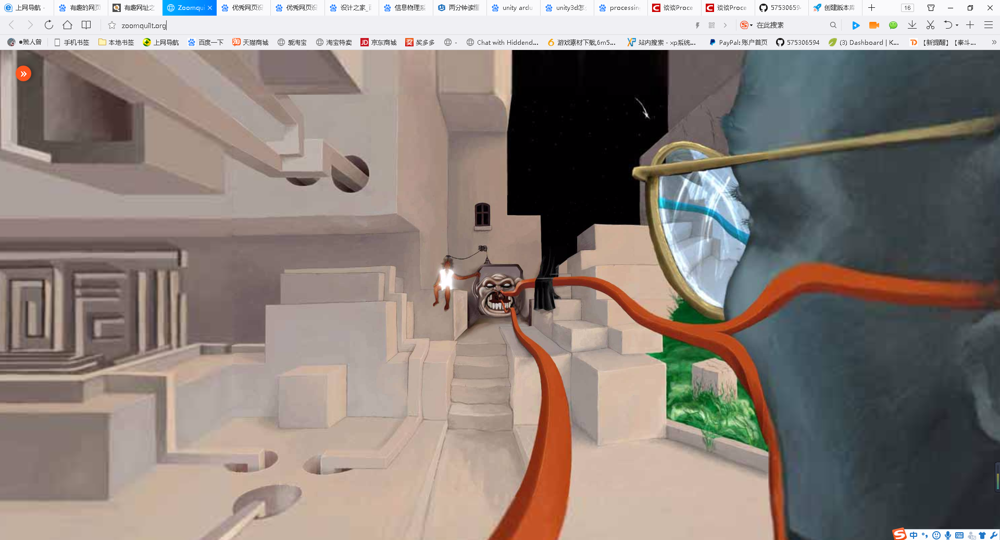 上网导航 - 有趣的网页 有趣网址之 Zoomqui 优秀网页设 优秀网页设 设计之家_ 信息物理系 两分钟读懂 unity ardu unity3d怎 processing 谈谈Proce 谈谈Proce 57530659 创建版本库 16
zoomquilt.org 在此搜索
●贱人曾 手机书签 本地书签 上网导航 百度一下 天猫商城 爱淘宝 淘宝特卖 京东商城 奖多多 - Chat with Hiddend... 游戏素材下载,6m5... 站内搜索 - xp系统... PayPal: 账户首页 575306594 (3) Dashboard | K... 【新提醒】【泰斗...
中